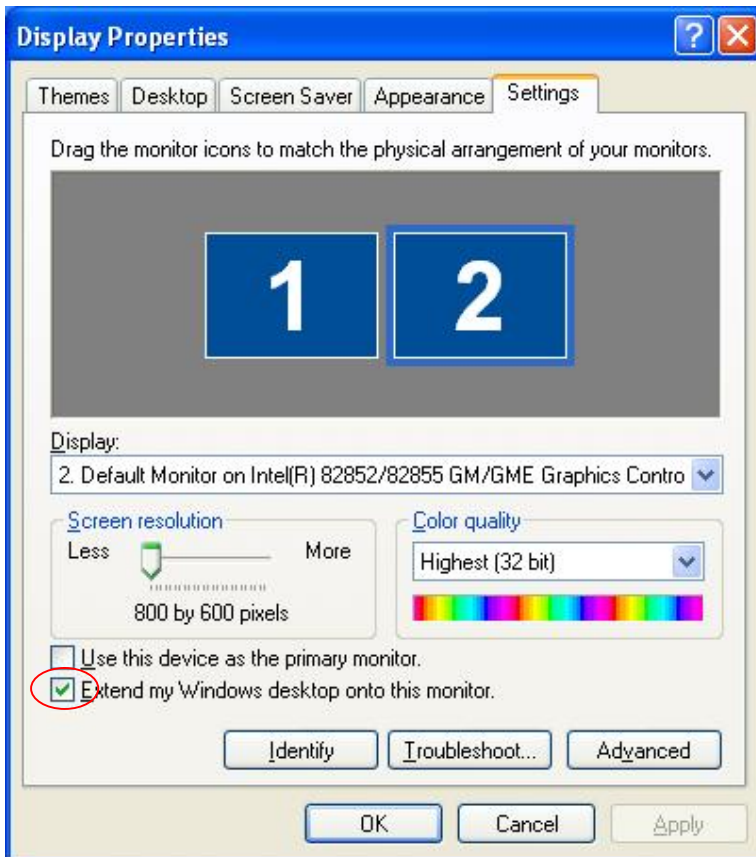 Display Properties
Themes Desktop Screen Saver Appearance Settings
Drag the monitor icons to match the physical arrangement of your monitors.
1 2
Display:
2. Default Monitor on Intel(R) 82852/82855 GM/GME Graphics Contro
Screen resolution
Less More
800 by 600 pixels
Color quality
Highest (32 bit)
Use this device as the primary monitor.
Extend my Windows desktop onto this monitor.
Identify Troubleshoot... Advanced
OK Cancel Apply